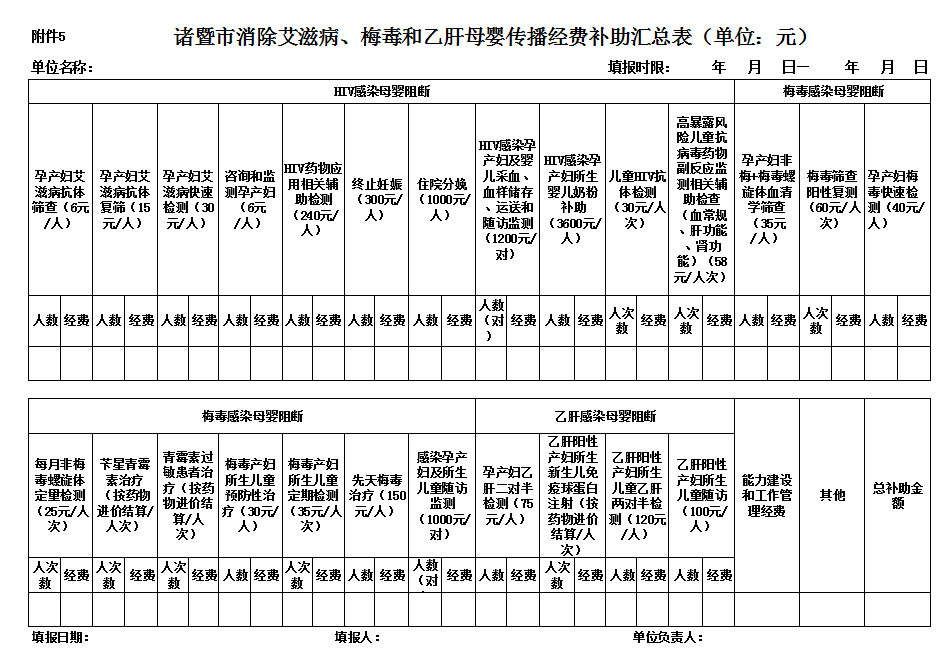 附件5
诸暨市消除艾滋病、梅毒和乙肝母婴传播经费补助汇总表（单位：元）
单位名称： 填报时限： 年 月 日— 年 月 日
HIV感染母婴阻断 梅毒感染母婴阻断
孕产妇艾
滋病抗体
筛查（6元
/人）
孕产妇艾
滋病抗体
复筛（15
元/人）
孕产妇艾
滋病快速
检测（30
元/人）
咨询和监
测孕产妇
（6元/
人）
HIV药物应
用相关辅
助检测
（240元/
人）
终止妊娠
（300元/
人）
住院分娩
（1000元/
人）
HIV感染孕
产妇及婴
儿采血、
血样储存
、运送和
随访监测
（1200元/
对）
HIV感染孕
产妇所生
婴儿奶粉
补助
（3600元/
人）
儿童HIV抗
体检测
（30元/人
次）
高暴露风
险儿童抗
病毒药物
副反应监
测相关辅
助检查
（血常规
、肝功能
、肾功
能）（58
元/人次）
孕产妇非
梅+梅毒螺
旋体血清
学筛查
（35元
/人）
梅毒筛查
阳性复测
（60元/人
次）
孕产妇梅
毒快速检
测（40元/
人）
人数 经费 人数 经费 人数 经费 人数 经费 人数 经费 人数 经费 人数 经费 人数（对） 经费 人数 经费 人次数 经费 人次数 经费 人数 经费 人次数 经费 人数 经费
梅毒感染母婴阻断 乙肝感染母婴阻断
每月非梅
毒螺旋体
定量检测
（25元/人
次）
苄星青霉
素治疗
（按药物
进价结算/
人次）
青霉素过
敏患者治
疗（按药
物进价结
算/人
次）
梅毒产妇
所生儿童
预防性治
疗（30元/
人）
梅毒产妇
所生儿童
定期检测
（35元/人
次）
先天梅毒
治疗（150
元/人）
感染孕产
妇及所生
儿童随访
监测
（1000元/
对）
孕产妇乙
肝二对半
检测（75
元/人）
乙肝阳性
产妇所生
新生儿免
疫球蛋白
注射（按
药物进价
结算/人
次）
乙肝阳性
产妇所生
儿童乙肝
两对半检
测（120元
/人）
乙肝阳性
产妇所生
儿童随访
（100元/
人）
能力建设
和工作管
理经费
其他
总补助金
额
人次数 经费 人次数 经费 人次数 经费 人数 经费 人次数 经费 人数 经费 人数（对 经费 人数 经费 人次数 经费 人数 经费 人数 经费
填报日期： 填报人： 单位负责人：